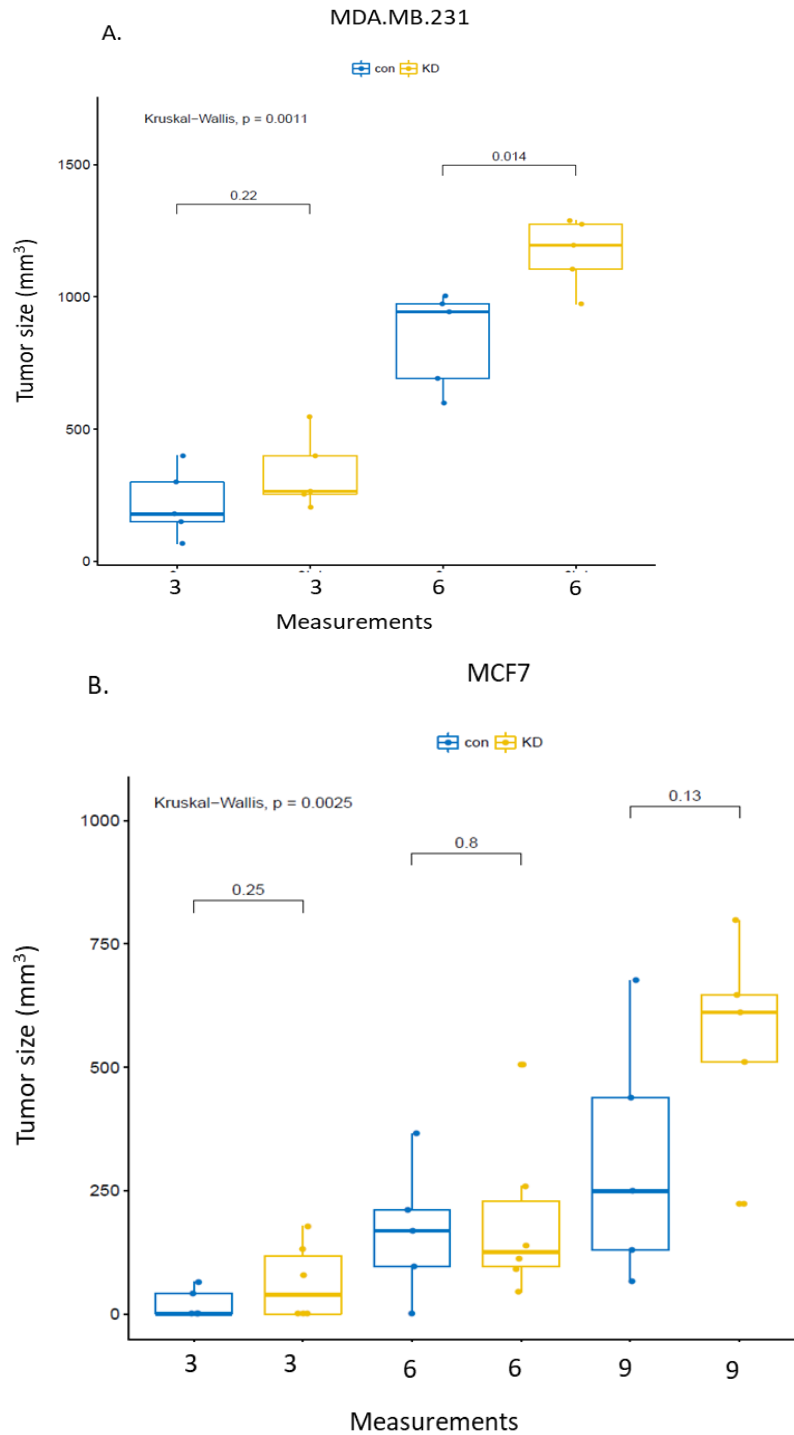 MDA.MB.231
A.
con KD
Kruskal-Wallis, p = 0.0011
1500
0.014
0.22
Tumor size (mm³)
1000
500
0
3 3 6 6
Measurements
MCF7
B.
con KD
Kruskal-Wallis, p = 0.0025
0.13
1000
0.8
0.25
750
Tumor size (mm³)
500
250
0
3 3 6 6 9 9
Measurements